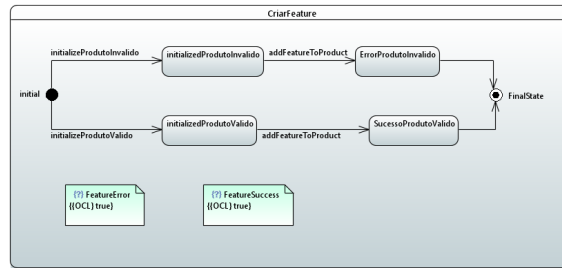 CriarFeature
initializeProdutoInvalido
initializedProdutoInvalido
addFeatureToProduct
ErrorProdutoInvalido
initial
FinalState
initializeProdutoValido
initializedProdutoValido
addFeatureToProduct
SucessoProdutoValido
{?} FeatureError
{{OCL} true}
{?} FeatureSuccess
{{OCL} true}